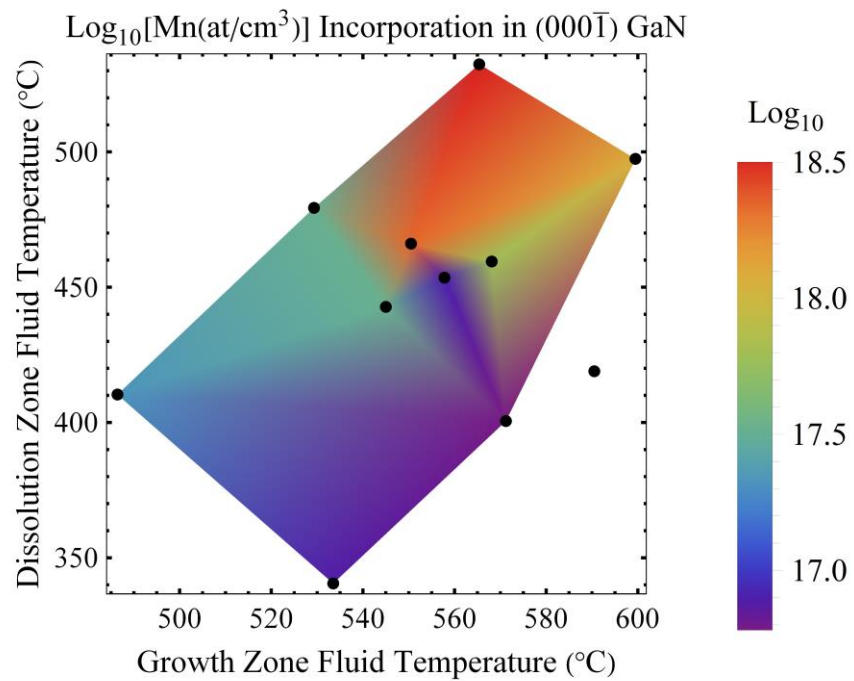 Log₁₀[Mn(at/cm³)] Incorporation in (0001̄) GaN
Dissolution Zone Fluid Temperature (°C)
500
450
400
350
500 520 540 560 580 600
Growth Zone Fluid Temperature (°C)
Log₁₀
18.5
18.0
17.5
17.0